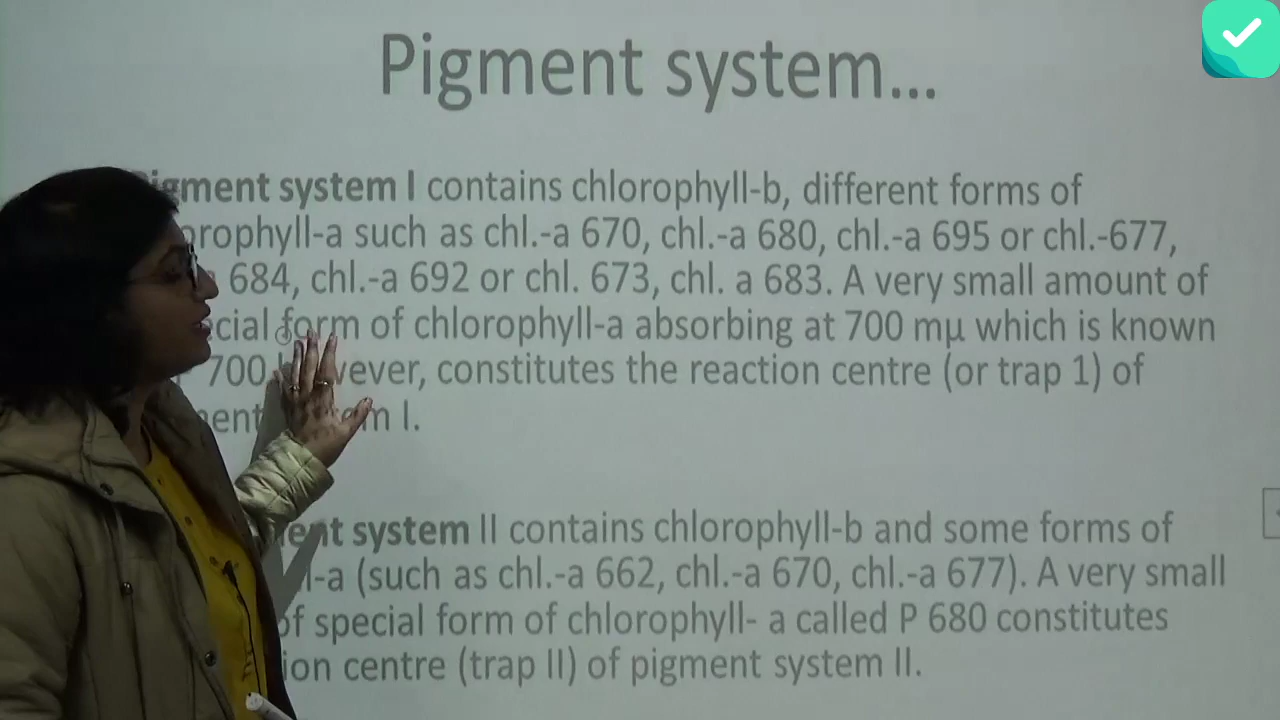 Pigment system...
Pigment system I contains chlorophyll-b, different forms of
orophyll-a such as chl.-a 670, chl.-a 680, chl.-a 695 or chl.-677,
684, chl.-a 692 or chl. 673, chl. a 683. A very small amount of
ecial form of chlorophyll-a absorbing at 700 mµ which is known
700 however, constitutes the reaction centre (or trap 1) of
I.
system II contains chlorophyll-b and some forms of
l-a (such as chl.-a 662, chl.-a 670, chl.-a 677). A very small
of special form of chlorophyll- a called P 680 constitutes
ion centre (trap II) of pigment system II.